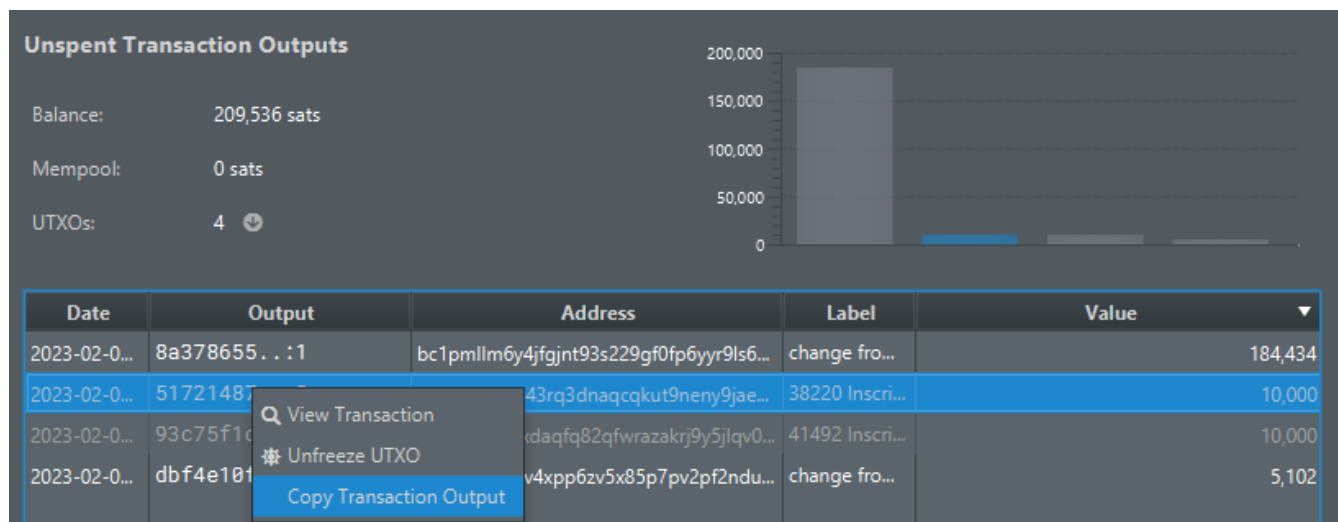 Unspent Transaction Outputs
Balance: 209,536 sats
Mempool: 0 sats
UTXOs: 4
200,000
150,000
100,000
50,000
0
Date Output Address Label Value
2023-02-0... 8a378655..:1 bc1pmllm6y4jfgjnt93s229gf0fp6yyr9ls6... change fro... 184,434
2023-02-0... 51721487 43rq3dnaqcqkut9neny9jae... 38220 Inscri... 10,000
2023-02-0... 93c75f1 xdaqfq82qfwrazakrj9y5jlqv0... 41492 Inscri... 10,000
2023-02-0... dbf4e10f v4xpp6zv5x85p7pv2pf2ndu... change fro... 5,102
View Transaction
Unfreeze UTXO
Copy Transaction Output